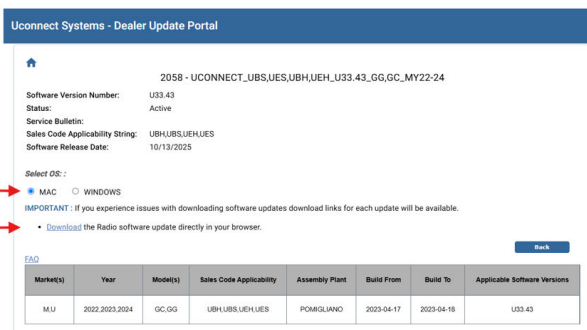 Uconnect Systems - Dealer Update Portal
2058 - UCONNECT_UBS,UES,UBH,UEH_U33.43_GG,GC_MY22-24
Software Version Number: U33.43
Status: Active
Service Bulletin:
Sales Code Applicability String: UBH,UBS,UEH,UES
Software Release Date: 10/13/2025
Select OS: :
MAC WINDOWS
IMPORTANT : If you experience issues with downloading software updates download links for each update will be available.
Download the Radio software update directly in your browser.
Back
FAQ
Market(s) Year Model(s) Sales Code Applicability Assembly Plant Build From Build To Applicable Software Versions
M,U 2022,2023,2024 GC,GG UBH,UBS,UEH,UES POMIGLIANO 2023-04-17 2023-04-18 U33.43